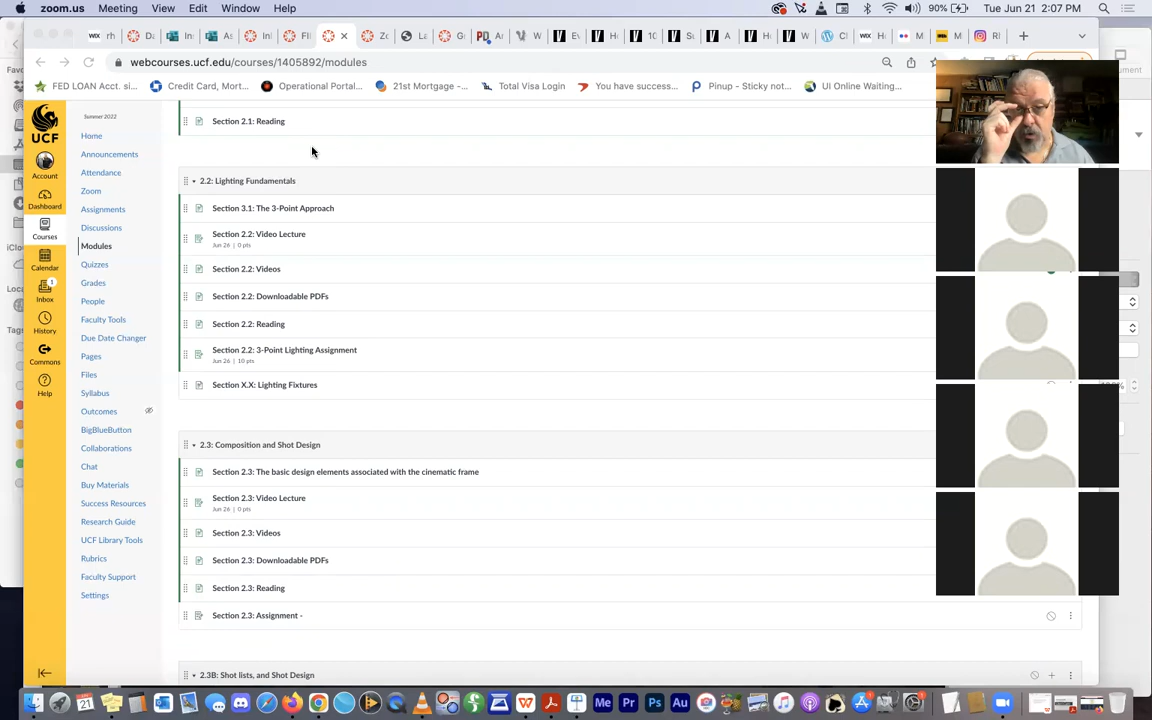 zoom.us Meeting View Edit Window Help 90% Tue Jun 21 2:07 PM
webcourses.ucf.edu/courses/1405892/modules
FED LOAN Acct. si... Credit Card, Mort... Operational Portal... 21st Mortgage -... Total Visa Login You have success... Pinup - Sticky not... UI Online Waiting...
UCF
Account
Dashboard
Courses
Calendar
1
Inbox
History
Commons
Help
Summer 2022
Home
Announcements
Attendance
Zoom
Assignments
Discussions
Modules
Quizzes
Grades
People
Faculty Tools
Due Date Changer
Pages
Files
Syllabus
Outcomes
BigBlueButton
Collaborations
Chat
Buy Materials
Success Resources
Research Guide
UCF Library Tools
Rubrics
Faculty Support
Settings
Section 2.1: Reading
2.2: Lighting Fundamentals
Section 3.1: The 3-Point Approach
Section 2.2: Video Lecture
Jun 26 | 0 pts
Section 2.2: Videos
Section 2.2: Downloadable PDFs
Section 2.2: Reading
Section 2.2: 3-Point Lighting Assignment
Jun 26 | 10 pts
Section X.X: Lighting Fixtures
2.3: Composition and Shot Design
Section 2.3: The basic design elements associated with the cinematic frame
Section 2.3: Video Lecture
Jun 26 | 0 pts
Section 2.3: Videos
Section 2.3: Downloadable PDFs
Section 2.3: Reading
Section 2.3: Assignment -
2.3B: Shot lists, and Shot Design
Me Pr Ps Au